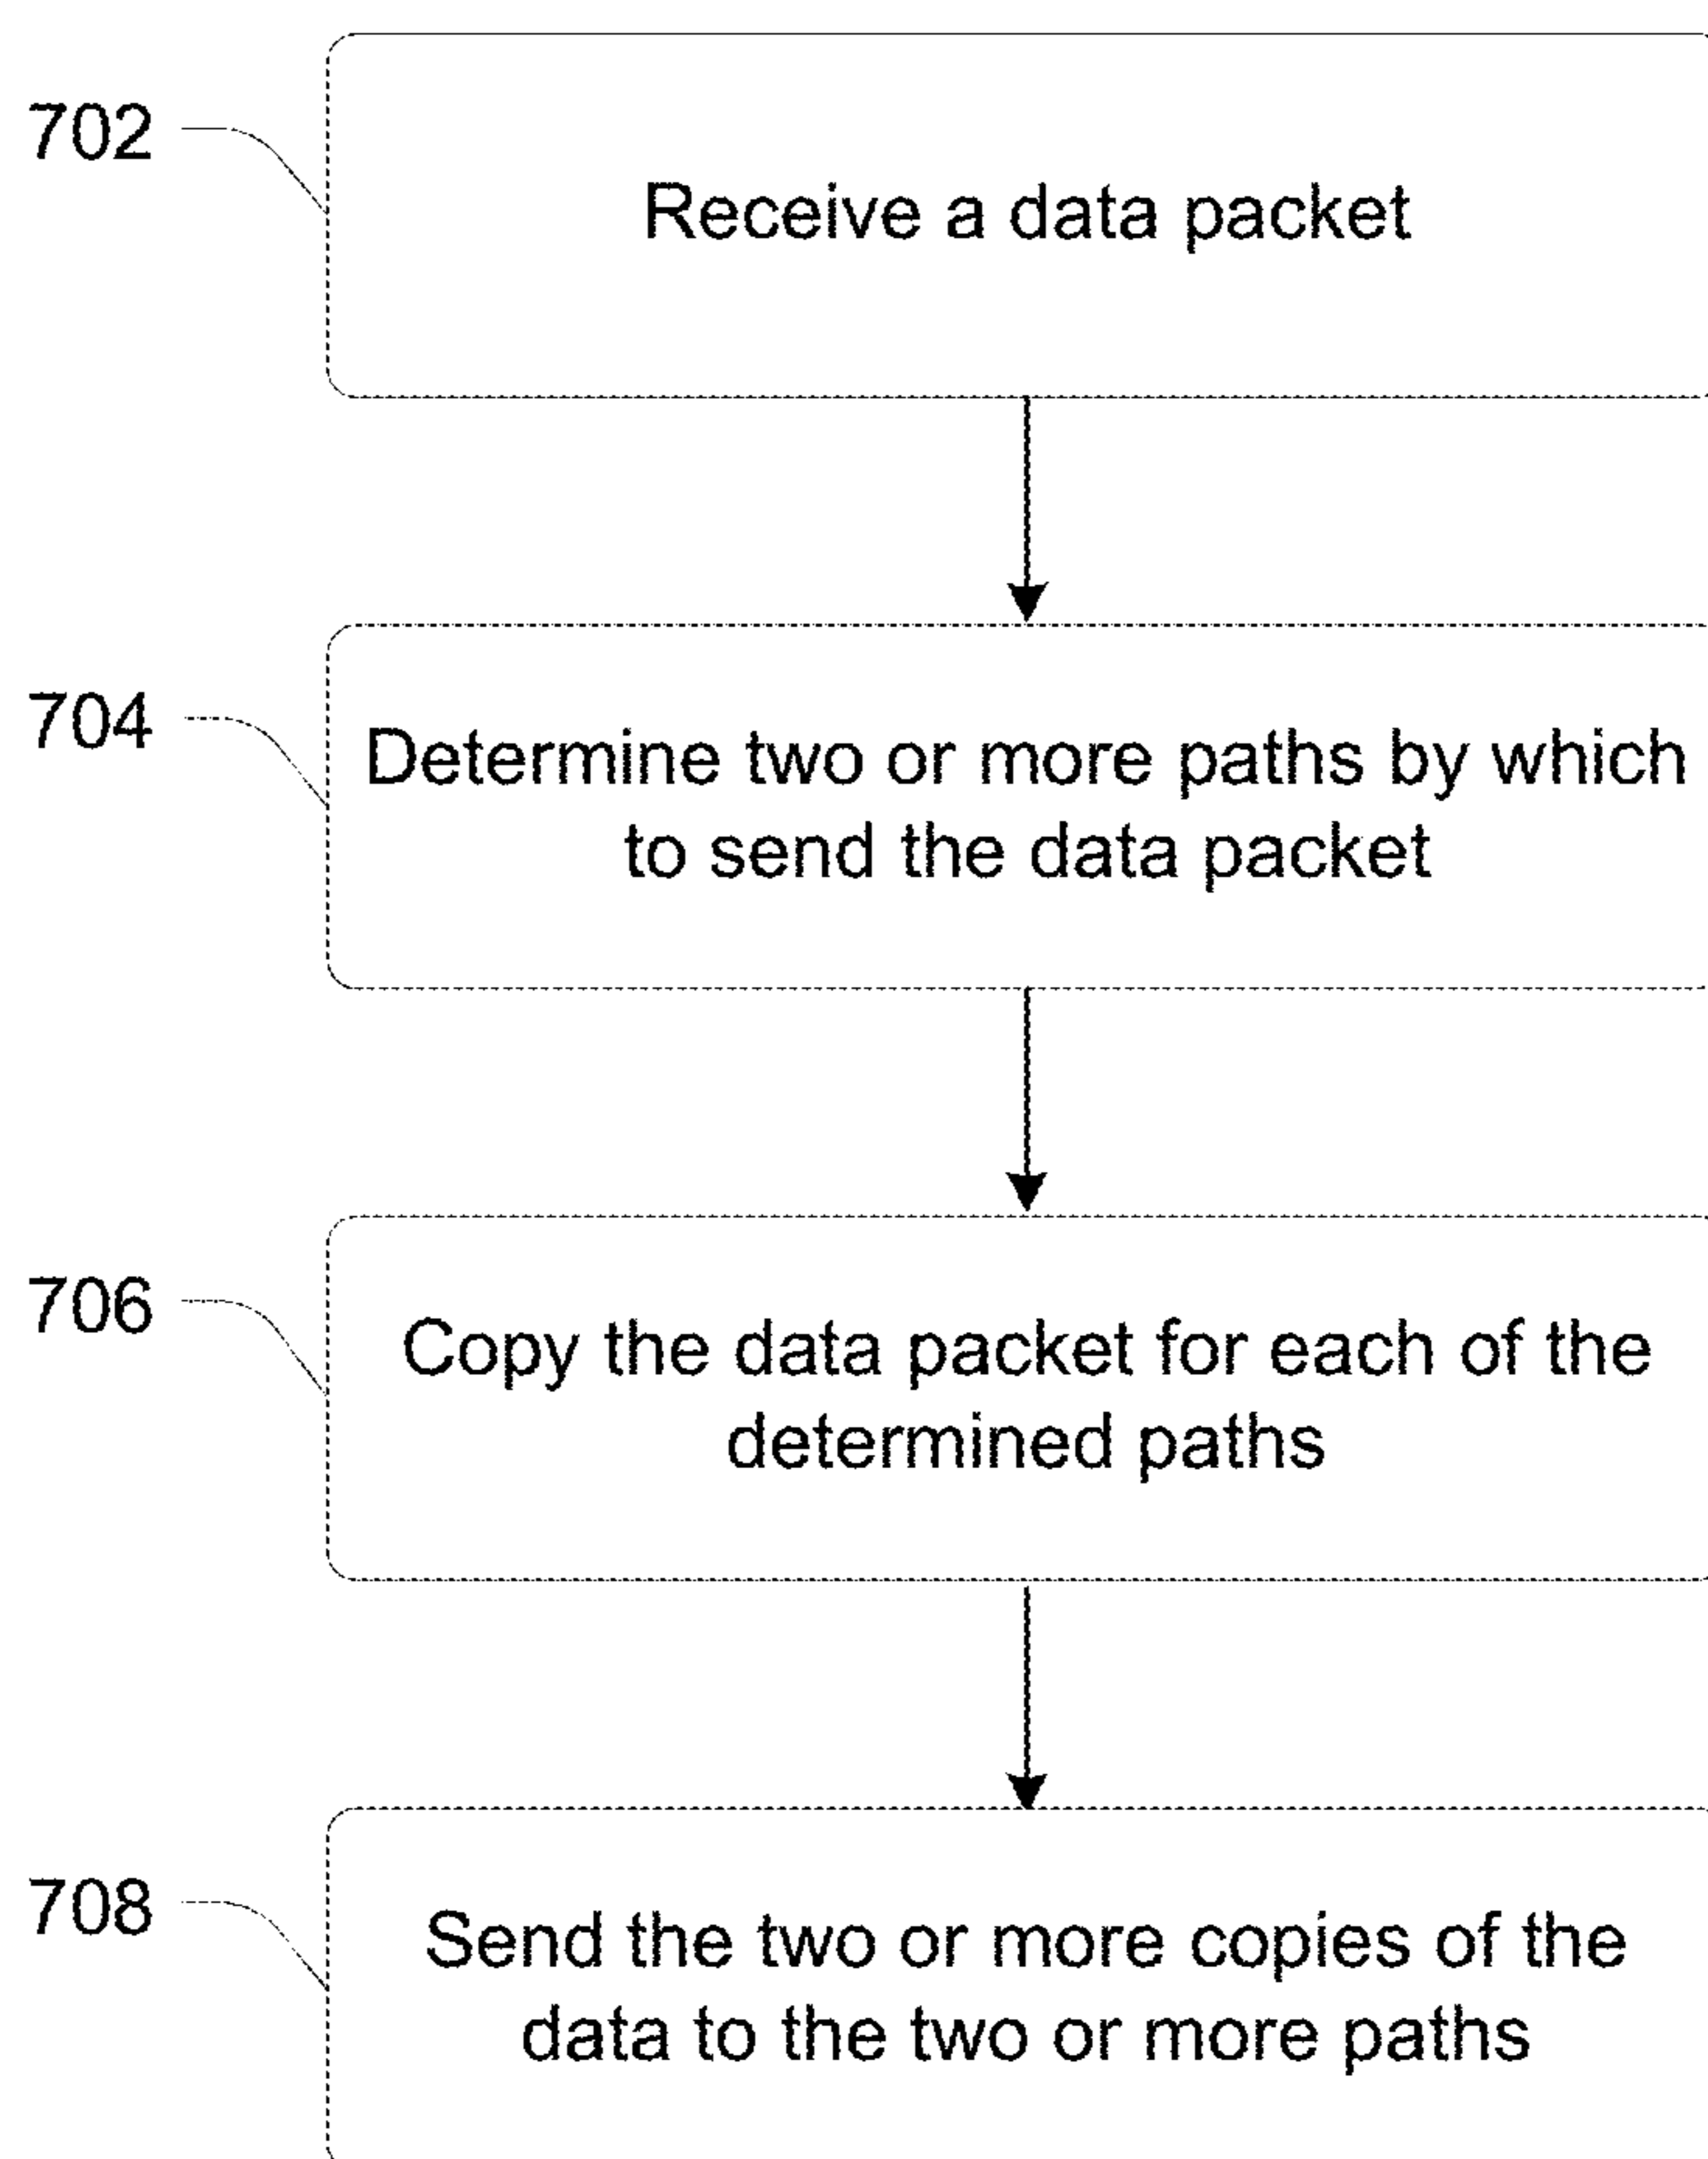 702
Receive a data packet
704
Determine two or more paths by which
to send the data packet
706
Copy the data packet for each of the
determined paths
708
Send the two or more copies of the
data to the two or more paths